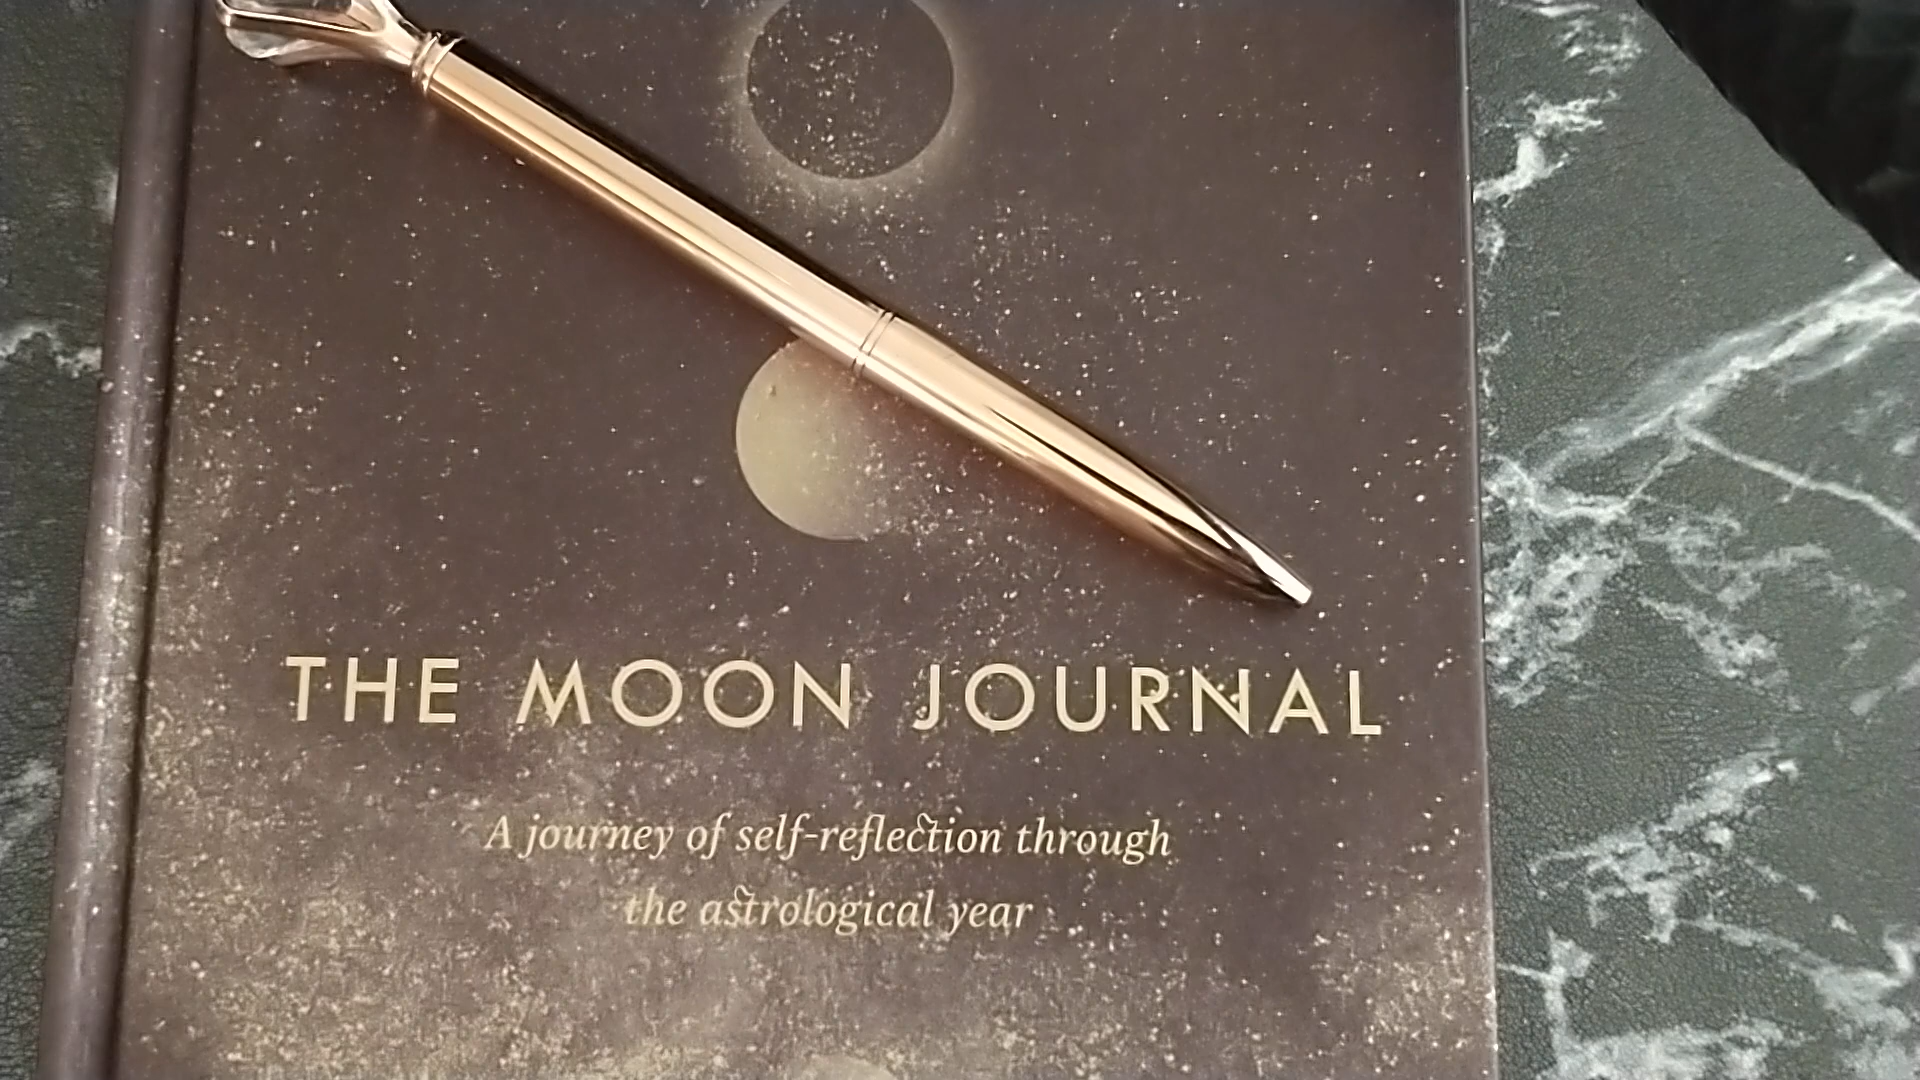 THE MOON JOURNAL
A journey of self-reflection through
the astrological year